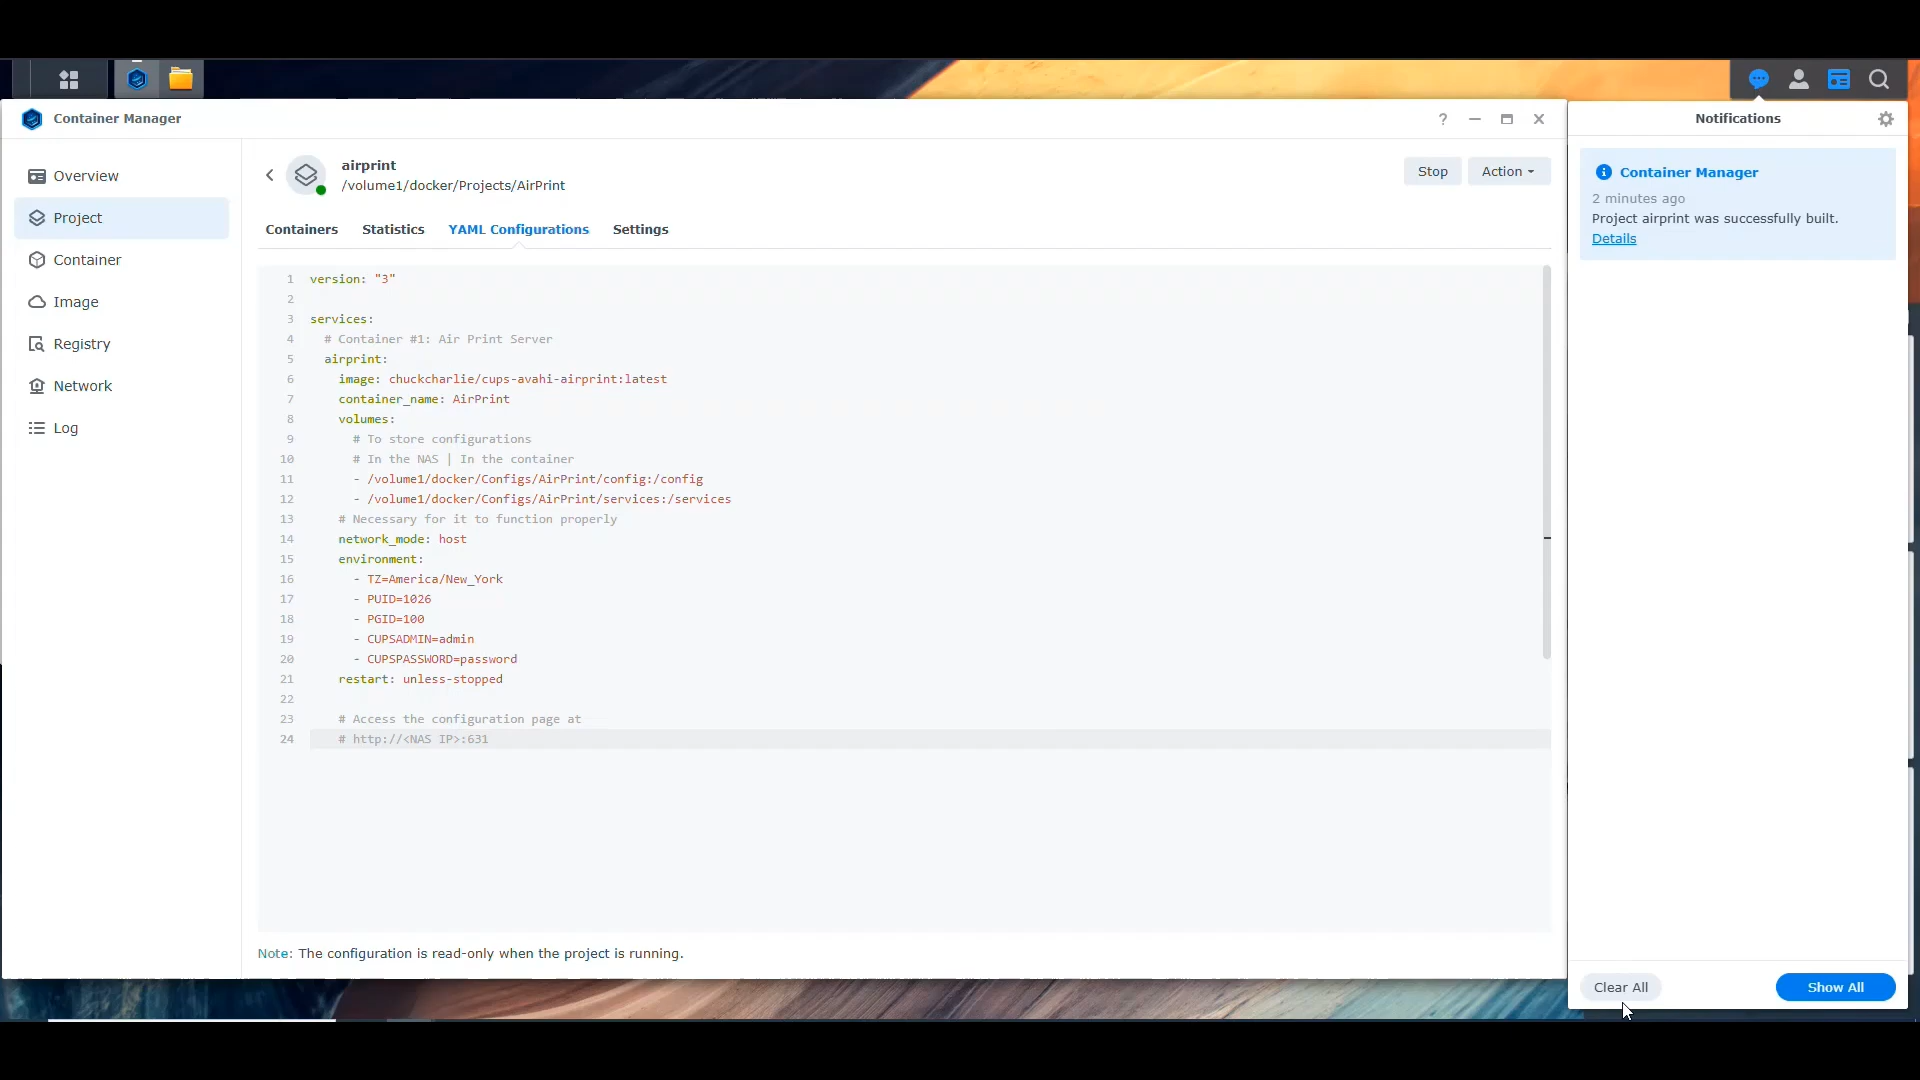 Container Manager
?
Overview
Project
Container
Image
Registry
Network
Log
airprint
/volume1/docker/Projects/AirPrint
Stop
Action
Containers
Statistics
YAML Configurations
Settings
1 version: "3"
2
3 services:
4 # Container #1: Air Print Server
5 airprint:
6 image: chuckcharlie/cups-avahi-airprint:latest
7 container_name: AirPrint
8 volumes:
9 # To store configurations
10 # In the NAS | In the container
11 - /volume1/docker/Configs/AirPrint/config:/config
12 - /volume1/docker/Configs/AirPrint/services:/services
13 # Necessary for it to function properly
14 network_mode: host
15 environment:
16 - TZ=America/New_York
17 - PUID=1026
18 - PGID=100
19 - CUPSADMIN=admin
20 - CUPSPASSWORD=password
21 restart: unless-stopped
22
23 # Access the configuration page at
24 # http://<NAS IP>:631
Note: The configuration is read-only when the project is running.
Notifications
Container Manager
2 minutes ago
Project airprint was successfully built.
Details
Clear All
Show All